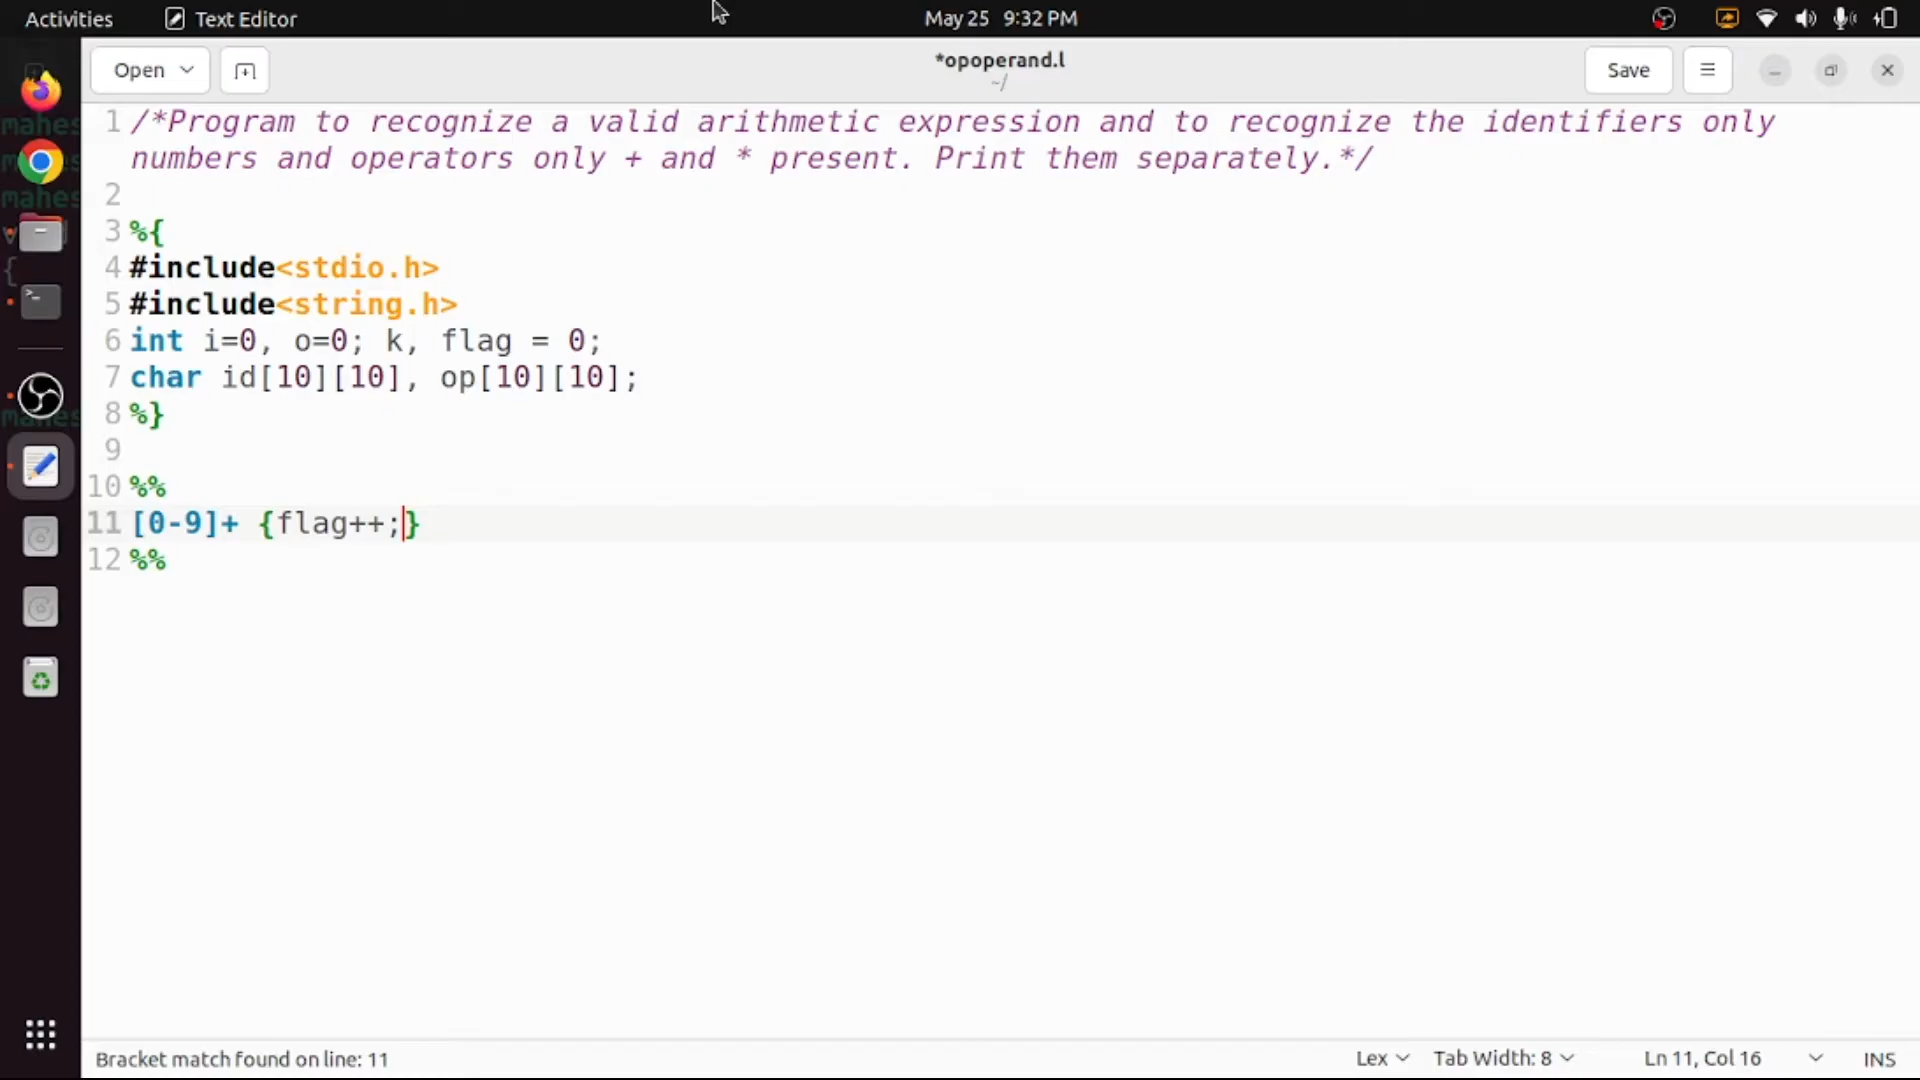 Activities Text Editor May 25 9:32 PM
Open *opoperand.l Save
~/
1 /*Program to recognize a valid arithmetic expression and to recognize the identifiers only
numbers and operators only + and * present. Print them separately.*/
2
3 %{
4 #include<stdio.h>
5 #include<string.h>
6 int i=0, o=0; k, flag = 0;
7 char id[10][10], op[10][10];
8 %}
9
10 %%
11 [0-9]+ {flag++;}
12 %%
mahes
mahes
{
mahes
Bracket match found on line: 11 Lex Tab Width: 8 Ln 11, Col 16 INS